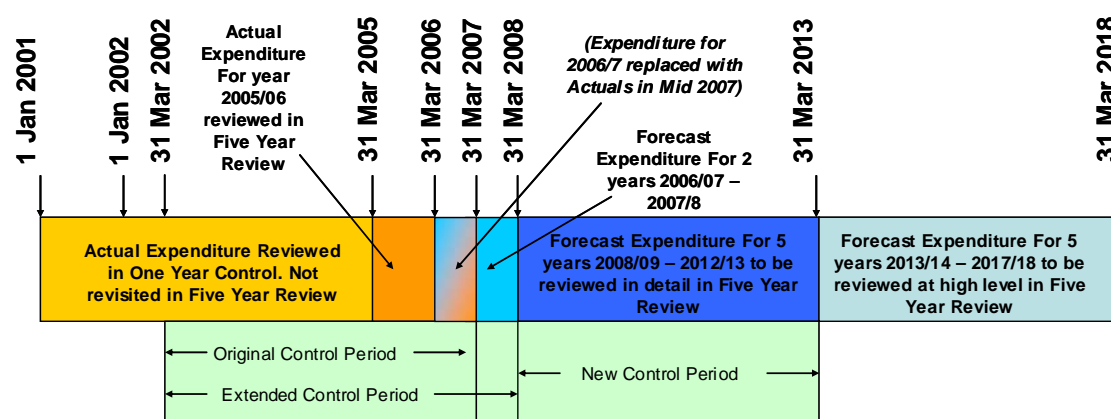 1 Jan 2001
1 Jan 2002
31 Mar 2002
Actual
Expenditure
For year
2005/06
reviewed in
Five Year
Review
31 Mar 2005
31 Mar 2006
31 Mar 2007
31 Mar 2008
(Expenditure for
2006/7 replaced with
Actuals in Mid 2007)
Forecast
Expenditure For 2
years 2006/07 –
2007/8
31 Mar 2013
31 Mar 2018
Actual Expenditure Reviewed
in One Year Control. Not
revisited in Five Year Review
Forecast Expenditure For 5
years 2008/09 – 2012/13 to be
reviewed in detail in Five Year
Review
Forecast Expenditure For 5
years 2013/14 – 2017/18 to be
reviewed at high level in Five
Year Review
Original Control Period
Extended Control Period
New Control Period